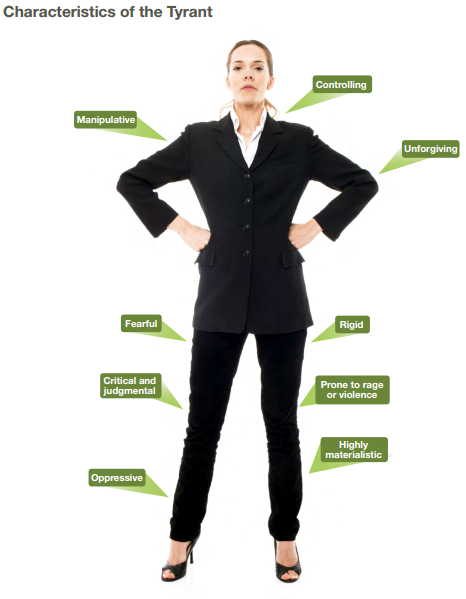 Characteristics of the Tyrant
Controlling
Manipulative
Unforgiving
Fearful
Rigid
Critical and
judgmental
Prone to rage
or violence
Highly
materialistic
Oppressive